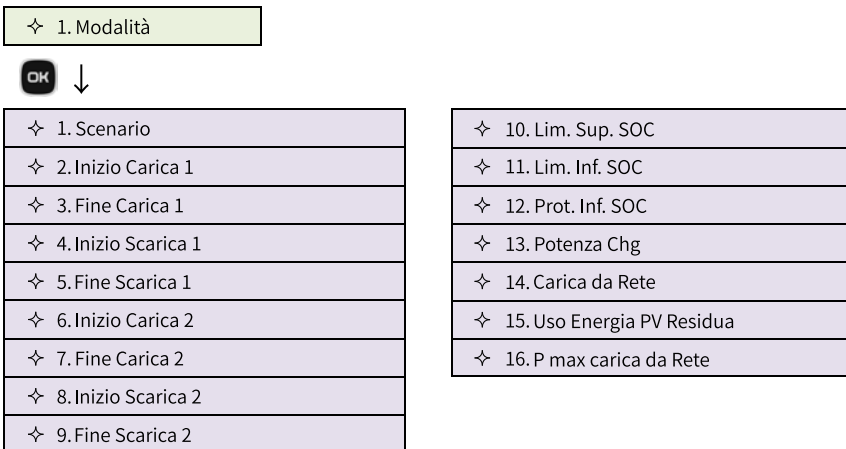 ✧ 1. Modalità
OK ↓
✧ 1. Scenario
✧ 2. Inizio Carica 1
✧ 3. Fine Carica 1
✧ 4. Inizio Scarica 1
✧ 5. Fine Scarica 1
✧ 6. Inizio Carica 2
✧ 7. Fine Carica 2
✧ 8. Inizio Scarica 2
✧ 9. Fine Scarica 2
✧ 10. Lim. Sup. SOC
✧ 11. Lim. Inf. SOC
✧ 12. Prot. Inf. SOC
✧ 13. Potenza Chg
✧ 14. Carica da Rete
✧ 15. Uso Energia PV Residua
✧ 16. P max carica da Rete